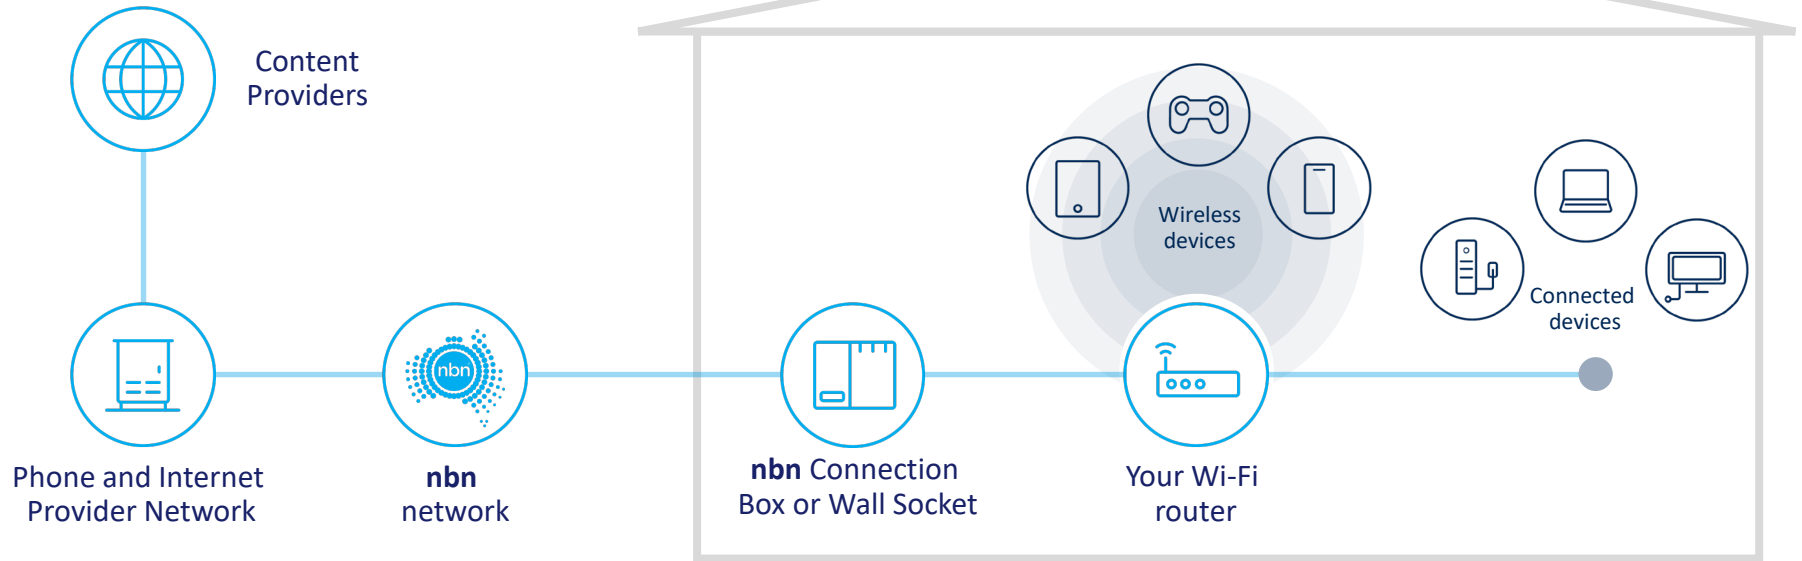 Content
Providers
Wireless
devices
Connected
devices
nbn
Phone and Internet
Provider Network
nbn
network
nbn Connection
Box or Wall Socket
Your Wi-Fi
router